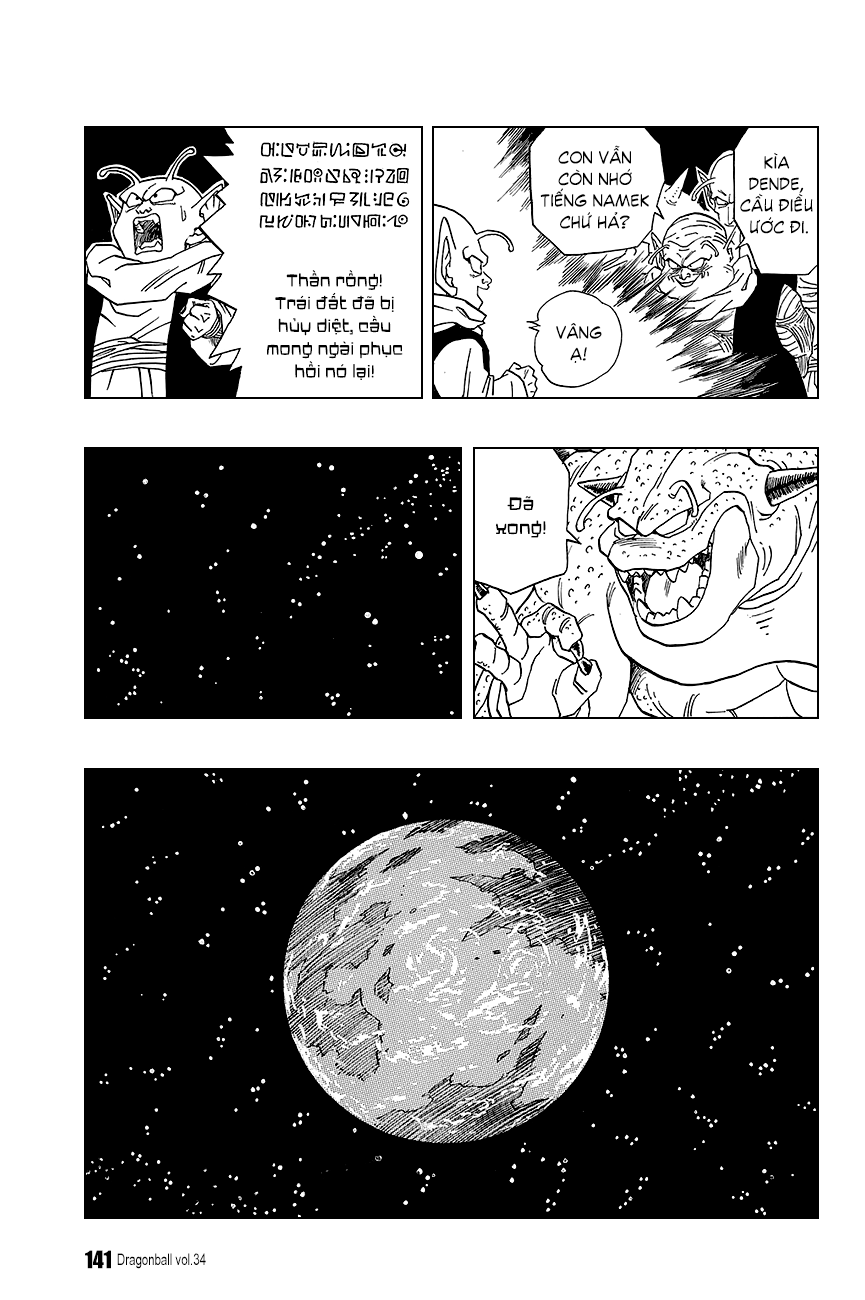 KÌA
DENDE,
CẦU ĐIỀU
ƯỚC ĐI.
CON VẪN
CÒN NHỚ
TIẾNG NAMEK
CHỨ HẢ?
VÂNG
Ạ!
Thần rồng!
Trái đất đã bị
hủy diệt, cầu
mong ngài phục
hồi nó lại!
Đã
xong!
141 Dragonball vol.34